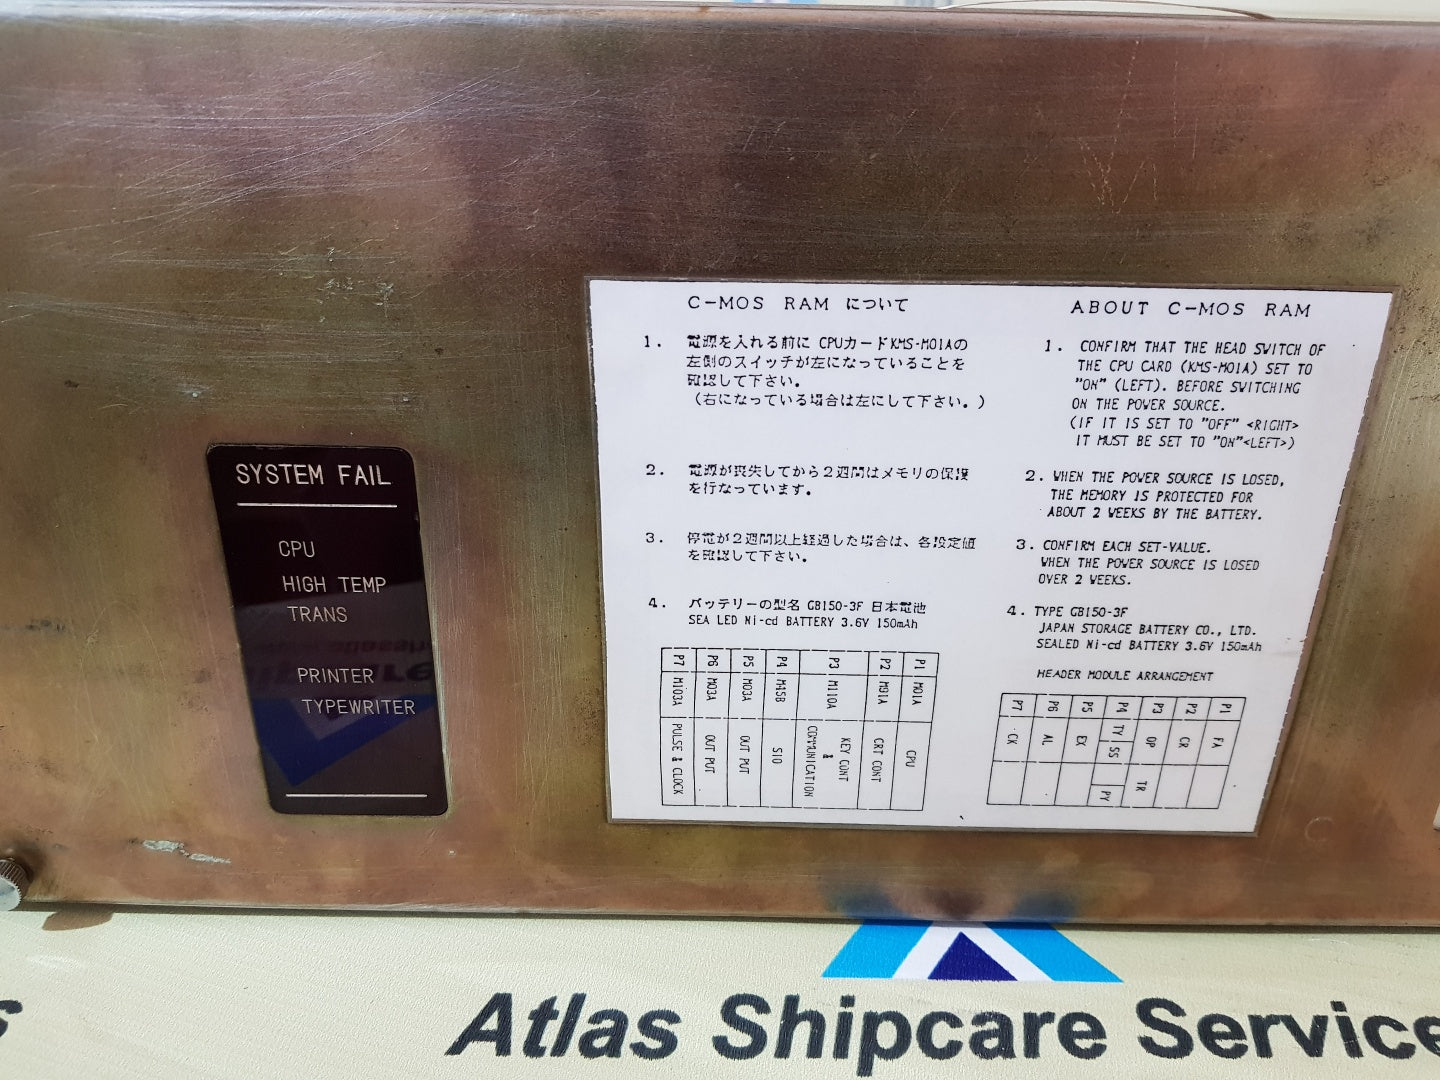 SYSTEM FAIL
CPU
HIGH TEMP
TRANS
PRINTER
TYPEWRITER
C-MOS RAM について
1. 電源を入れる前に CPUカードKMS-M01Aの
左側のスイッチが左になっていることを
確認して下さい。
(右になっている場合は左にして下さい。)
2. 電源が喪失してから2週間はメモリの保護
を行なっています。
3. 停電が2週間以上経過した場合は、各設定値
を確認して下さい。
4. バッテリーの型名 GB150-3F 日本電池
SEA LED Ni-cd BATTERY 3.6V 150mAh
P7 P6 P5 P4 P3 P2 P1
M103A M03A M03A M45B M110A M91A M01A
PULSE & CLOCK OUT PUT OUT PUT SIO KEY CONT & COMMUNICATION CRT CONT CPU
ABOUT C-MOS RAM
1. CONFIRM THAT THE HEAD SWITCH OF
THE CPU CARD (KMS-M01A) SET TO
"ON" (LEFT). BEFORE SWITCHING
ON THE POWER SOURCE.
(IF IT IS SET TO "OFF" <RIGHT>
IT MUST BE SET TO "ON"<LEFT>)
2. WHEN THE POWER SOURCE IS LOSED,
THE MEMORY IS PROTECTED FOR
ABOUT 2 WEEKS BY THE BATTERY.
3. CONFIRM EACH SET-VALUE.
WHEN THE POWER SOURCE IS LOSED
OVER 2 WEEKS.
4. TYPE GB150-3F
JAPAN STORAGE BATTERY CO., LTD.
SEALED Ni-cd BATTERY 3.6V 150mAh
HEADER MODULE ARRANGEMENT
P7 P6 P5 P4 P3 P2 P1
CK AL EX TY SS OP CR FA
PY TR
Atlas Shipcare Service